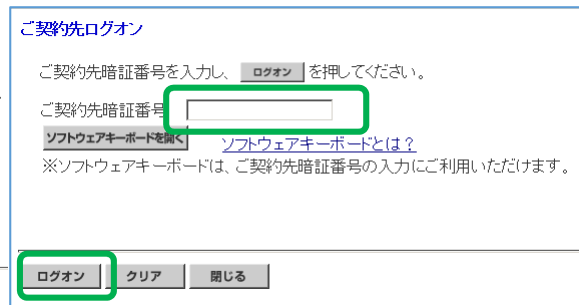 ご契約先ログオン
ご契約先暗証番号を入力し、 ログオン を押してください。
ご契約先暗証番号
ソフトウェアキーボードを開く ソフトウェアキーボードとは？
※ソフトウェアキーボードは、ご契約先暗証番号の入力にご利用いただけます。
ログオン クリア 閉じる